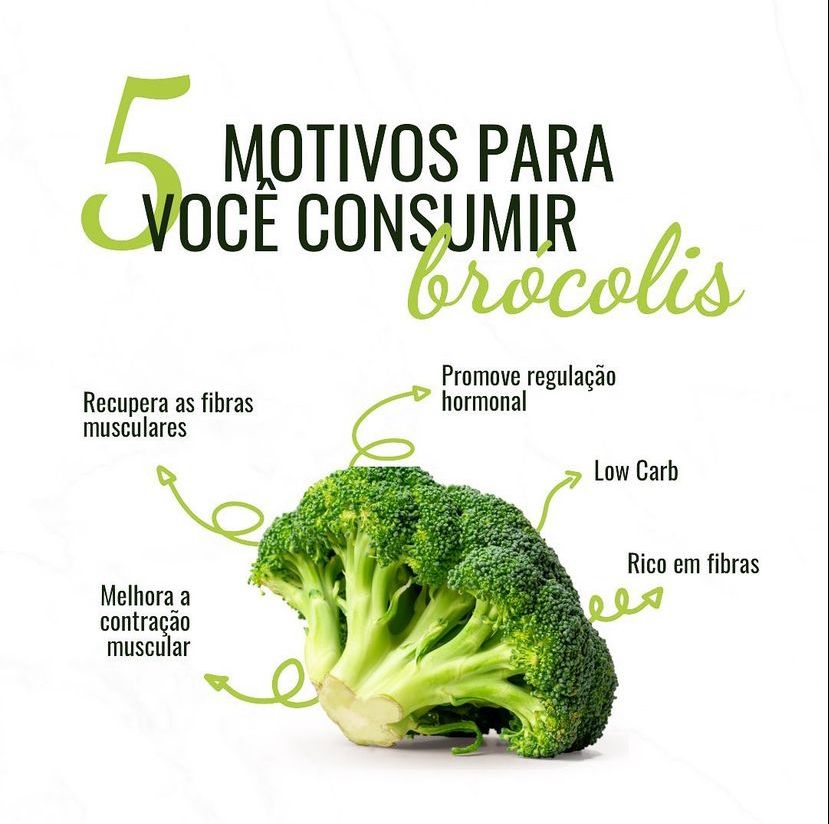 5 MOTIVOS PARA
VOCÊ CONSUMIR
brócolis
Promove regulação
hormonal
Recupera as fibras
musculares
Low Carb
Rico em fibras
Melhora a
contração
muscular